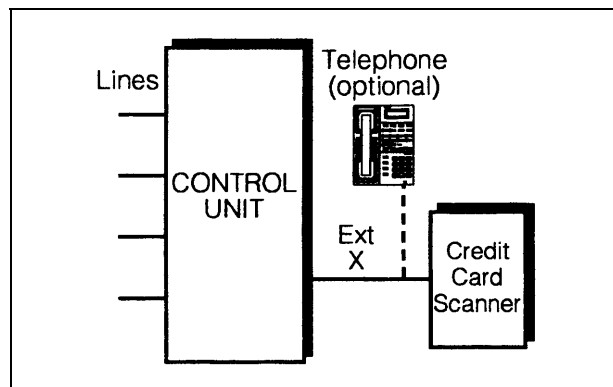 Lines
Telephone
(optional)
CONTROL
UNIT
Ext
X
Credit
Card
Scanner